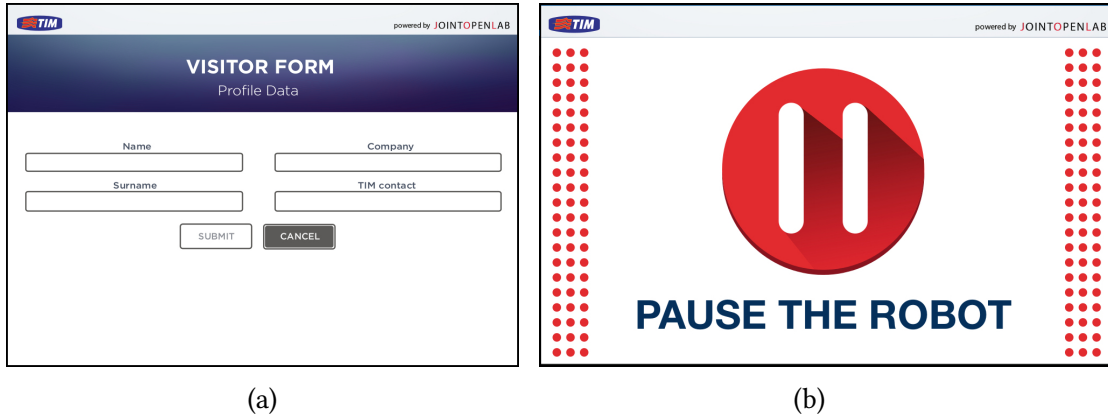 TIM
powered by JOINTOPENLAB
VISITOR FORM
Profile Data
Name
Company
Surname
TIM contact
SUBMIT
CANCEL
(a)
TIM
powered by JOINTOPENLAB
PAUSE THE ROBOT
(b)